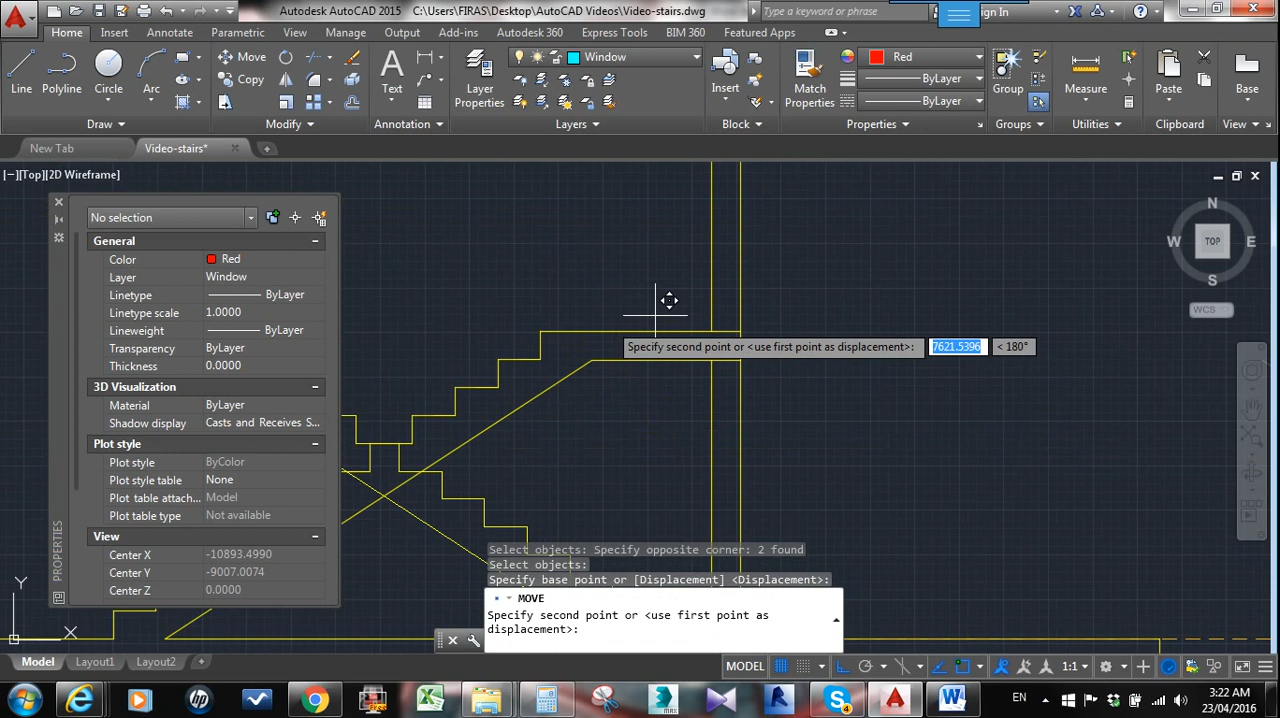 Autodesk AutoCAD 2015 C:\Users\FIRAS\Desktop\AutoCAD Videos\Video-stairs.dwg
Type a keyword or phrase
Home Insert Annotate Parametric View Manage Output Add-ins Autodesk 360 Express Tools BIM 360 Featured Apps
Line Polyline Circle Arc
Move
Copy
Text
Layer
Properties
Window
Insert
Match
Properties
Red
ByLayer
ByLayer
Group
Measure
Paste
Base
Draw Modify Annotation Layers Block Properties Groups Utilities Clipboard View
New Tab Video-stairs*
[−][Top][2D Wireframe]
N
W TOP E
S
WCS
No selection
General
Color Red
Layer Window
Linetype ByLayer
Linetype scale 1.0000
Lineweight ByLayer
Transparency ByLayer
Thickness 0.0000
3D Visualization
Material ByLayer
Shadow display Casts and Receives S...
Plot style
Plot style ByColor
Plot style table None
Plot table attach... Model
Plot table type Not available
View
Center X -10893.4990
Center Y -9007.0074
Center Z 0.0000
PROPERTIES
Specify second point or <use first point as displacement>: 7621.5396 < 180°
Select objects: Specify opposite corner: 2 found
Select objects:
Specify base point or [Displacement] <Displacement>:
MOVE
Specify second point or <use first point as
displacement>:
Y
X
Model Layout1 Layout2
MODEL 1:1
EN 3:22 AM
23/04/2016